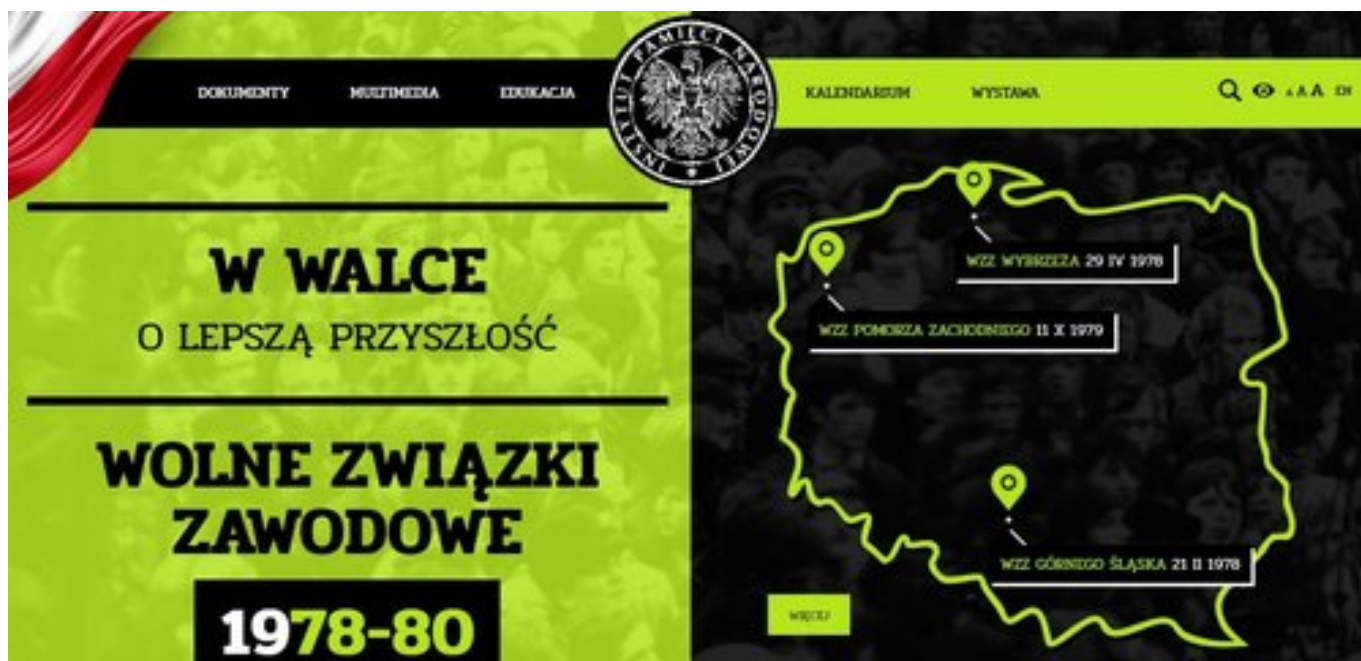 DOKUMENTY MULTIMEDIA EDUKACJA
INSTYTUT PAMIĘCI NARODOWEJ
KALENDARIUM WYSTAWA
A A A EN
W WALCE
O LEPSZĄ PRZYSZŁOŚĆ
WOLNE ZWIĄZKI
ZAWODOWE
1978-80
WZZ WYBRZEŻA 29 IV 1978
WZZ POMORZA ZACHODNIEGO 11 X 1979
WZZ GÓRNEGO ŚLĄSKA 21 II 1978
WIĘCEJ